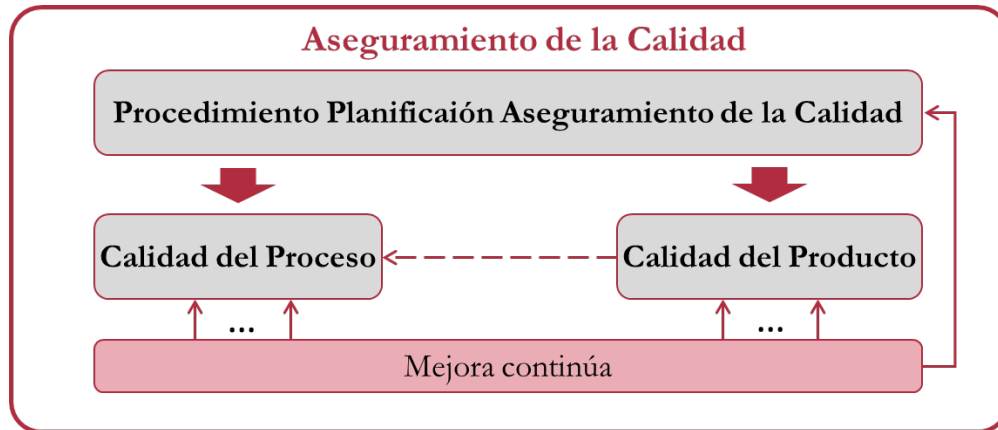 Aseguramiento de la Calidad
Procedimiento Planificaión Aseguramiento de la Calidad
Calidad del Proceso
Calidad del Producto
...
...
Mejora continúa